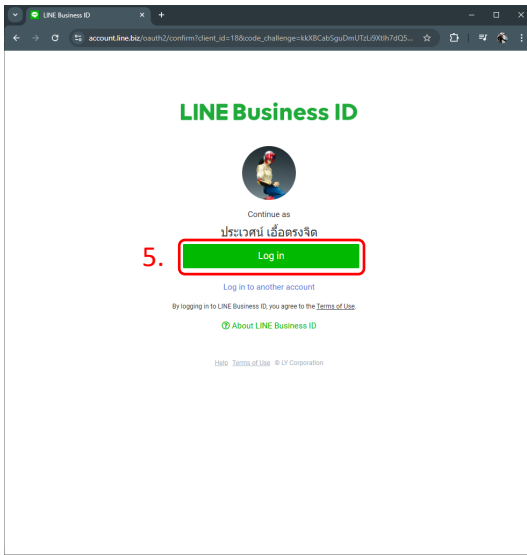 LINE Business ID
account.line.biz/oauth2/confirm?client_id=18&code_challenge=kkXBCabSguDmUTzLi9Xtlh7dQ5...
LINE Business ID
Continue as
ประเวศน์ เอื้อตรงจิต
5.
Log in
Log in to another account
By logging in to LINE Business ID, you agree to the Terms of Use.
? About LINE Business ID
Help Terms of Use © LY Corporation